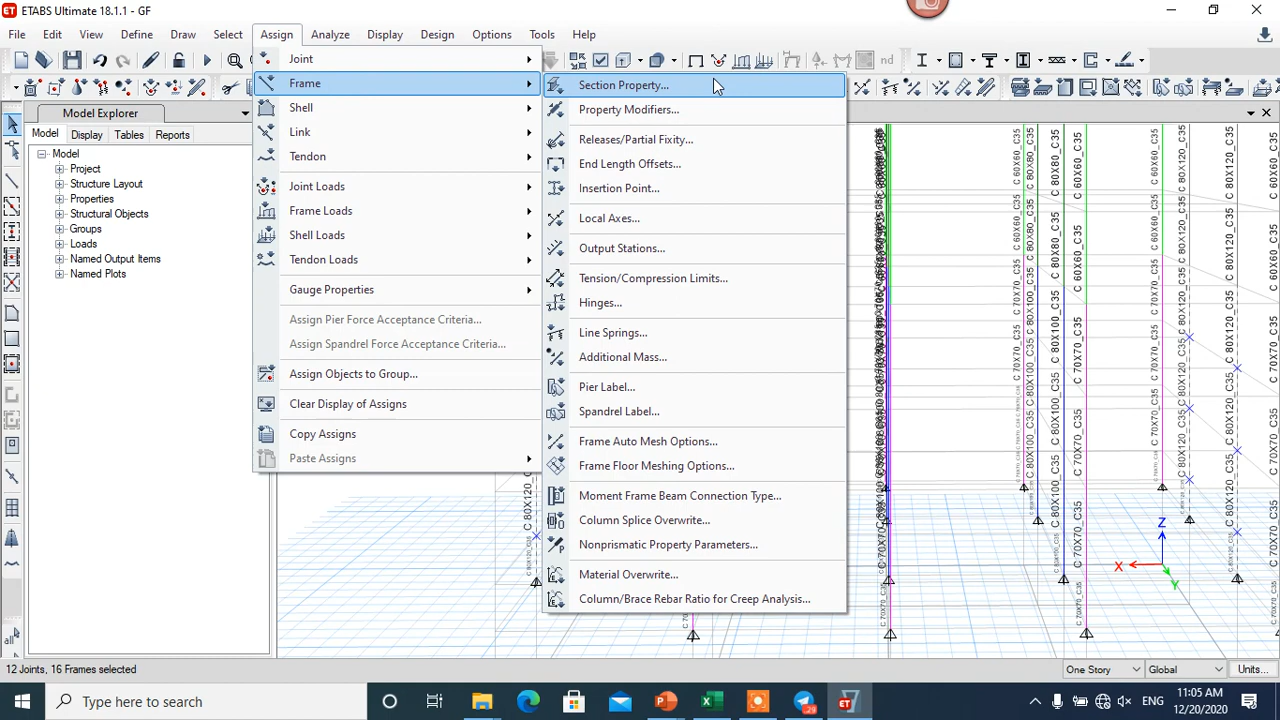 ETABS Ultimate 18.1.1 - GF
File Edit View Define Draw Select Assign Analyze Display Design Options Tools Help
nd
Model Explorer
Model Display Tables Reports
Model
Project
Structure Layout
Properties
Structural Objects
Groups
Loads
Named Output Items
Named Plots
Joint
Frame
Shell
Link
Tendon
Joint Loads
Frame Loads
Shell Loads
Tendon Loads
Gauge Properties
Assign Pier Force Acceptance Criteria...
Assign Spandrel Force Acceptance Criteria...
Assign Objects to Group...
Clear Display of Assigns
Copy Assigns
Paste Assigns
Section Property...
Property Modifiers...
Releases/Partial Fixity...
End Length Offsets...
Insertion Point...
Local Axes...
Output Stations...
Tension/Compression Limits...
Hinges...
Line Springs...
Additional Mass...
Pier Label...
Spandrel Label...
Frame Auto Mesh Options...
Frame Floor Meshing Options...
Moment Frame Beam Connection Type...
Column Splice Overwrite...
Nonprismatic Property Parameters...
Material Overwrite...
Column/Brace Rebar Ratio for Creep Analysis...
C 60X60_C35
C 80X80_C35
C 60X60_C35
C 60X60_C35
C 80X120_C35
C 80X120_C35
C 70X70_C35
C 80X100_C35
C 70X70_C35
C 80X120_C35
X
Y
Z
12 Joints, 16 Frames selected
One Story
Global
Units...
Type here to search
ENG
11:05 AM
12/20/2020